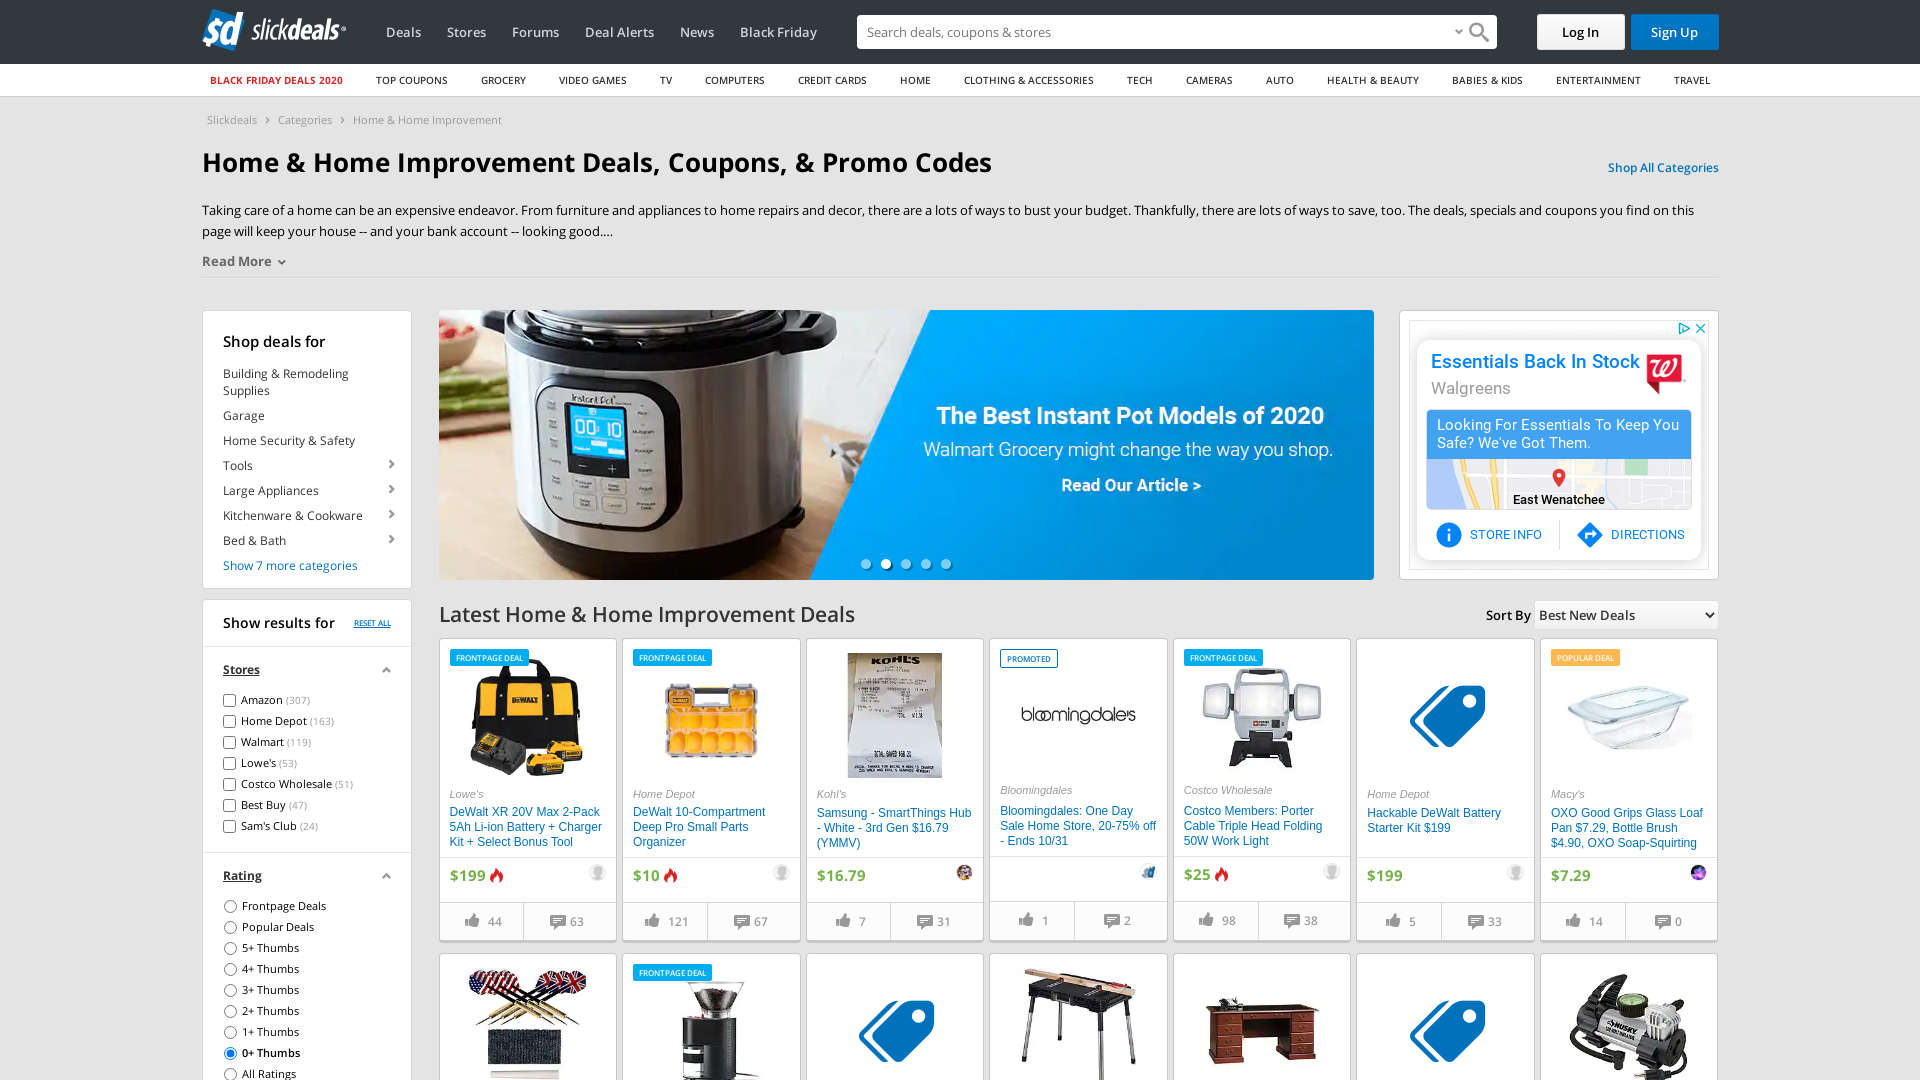 slickdeals
Deals
Stores
Forums
Deal Alerts
News
Black Friday
Search deals, coupons & stores
Log In
Sign Up
BLACK FRIDAY DEALS 2020
TOP COUPONS
GROCERY
VIDEO GAMES
TV
COMPUTERS
CREDIT CARDS
HOME
CLOTHING & ACCESSORIES
TECH
CAMERAS
AUTO
HEALTH & BEAUTY
BABIES & KIDS
ENTERTAINMENT
TRAVEL
Slickdeals > Categories > Home & Home Improvement
Home & Home Improvement Deals, Coupons, & Promo Codes
Shop All Categories
Taking care of a home can be an expensive endeavor. From furniture and appliances to home repairs and decor, there are a lots of ways to bust your budget. Thankfully, there are lots of ways to save, too. The deals, specials and coupons you find on this
page will keep your house -- and your bank account -- looking good....
Read More
Shop deals for
Building & Remodeling
Supplies
Garage
Home Security & Safety
Tools
Large Appliances
Kitchenware & Cookware
Bed & Bath
Show 7 more categories
Show results for
RESET ALL
Stores
Amazon (307)
Home Depot (163)
Walmart (119)
Lowe's (53)
Costco Wholesale (51)
Best Buy (47)
Sam's Club (24)
Rating
Frontpage Deals
Popular Deals
5+ Thumbs
4+ Thumbs
3+ Thumbs
2+ Thumbs
1+ Thumbs
0+ Thumbs
All Ratings
Instant Pot
00:10
The Best Instant Pot Models of 2020
Walmart Grocery might change the way you shop.
Read Our Article >
Essentials Back In Stock
Walgreens
Looking For Essentials To Keep You
Safe? We've Got Them.
East Wenatchee
STORE INFO
DIRECTIONS
Latest Home & Home Improvement Deals
Sort By
Best New Deals
FRONTPAGE DEAL
DEWALT
Lowe's
DeWalt XR 20V Max 2-Pack
5Ah Li-ion Battery + Charger
Kit + Select Bonus Tool
$199
44
63
FRONTPAGE DEAL
Home Depot
DeWalt 10-Compartment
Deep Pro Small Parts
Organizer
$10
121
67
KOHL'S
Kohl's
Samsung - SmartThings Hub
- White - 3rd Gen $16.79
(YMMV)
$16.79
7
31
PROMOTED
bloomingdale's
Bloomingdales
Bloomingdales: One Day
Sale Home Store, 20-75% off
- Ends 10/31
1
2
FRONTPAGE DEAL
Costco Wholesale
Costco Members: Porter
Cable Triple Head Folding
50W Work Light
$25
98
38
Home Depot
Hackable DeWalt Battery
Starter Kit $199
$199
5
33
POPULAR DEAL
Macy's
OXO Good Grips Glass Loaf
Pan $7.29, Bottle Brush
$4.90, OXO Soap-Squirting
$7.29
14
0
FRONTPAGE DEAL
HUSKY